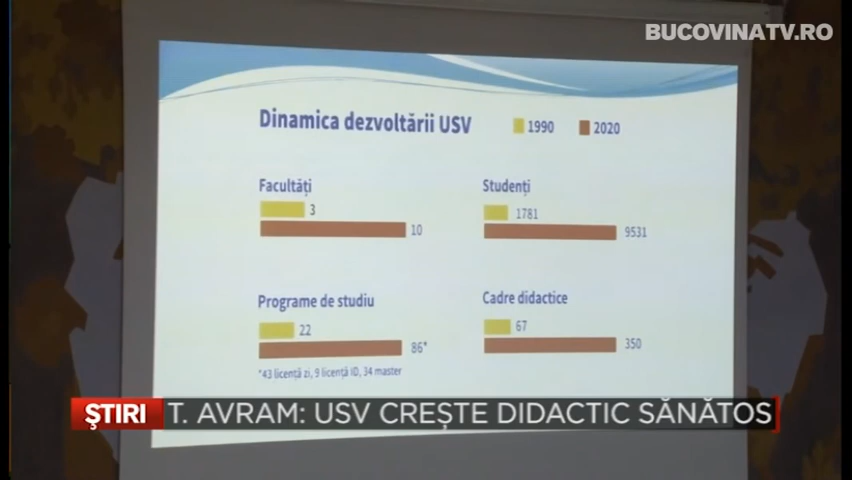 BUCOVINATV.RO
Dinamica dezvoltării USV
1990
2020
Facultăți
3
10
Studenți
1781
9531
Programe de studiu
22
86*
*43 licență zi, 9 licență ID, 34 master
Cadre didactice
67
350
ŞTIRI T. AVRAM: USV CREȘTE DIDACTIC SĂNĂTOS